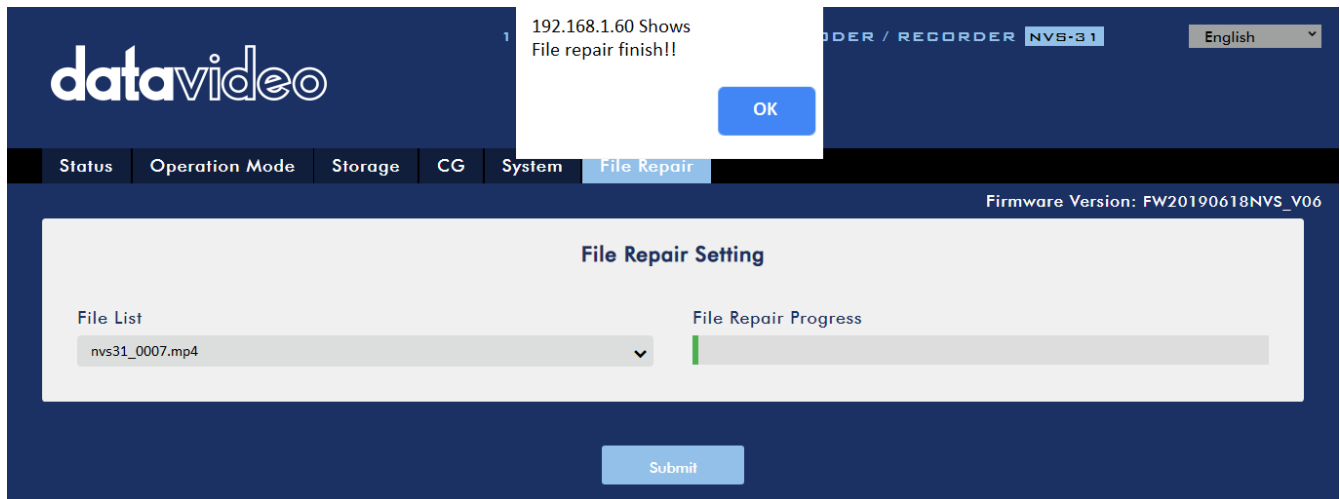 192.168.1.60 Shows
File repair finish!!
OK
1
DER / RECORDER NVS-31
English
datavideo
Status Operation Mode Storage CG System File Repair
Firmware Version: FW20190618NVS_V06
File Repair Setting
File List
File Repair Progress
nvs31_0007.mp4
Submit